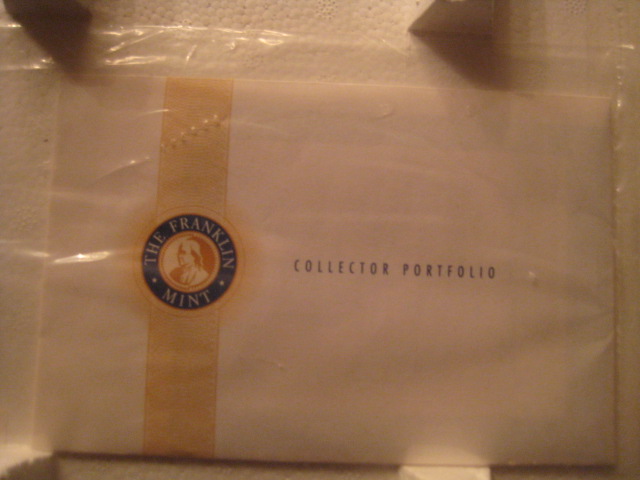 THE FRANKLIN
MINT
COLLECTOR PORTFOLIO